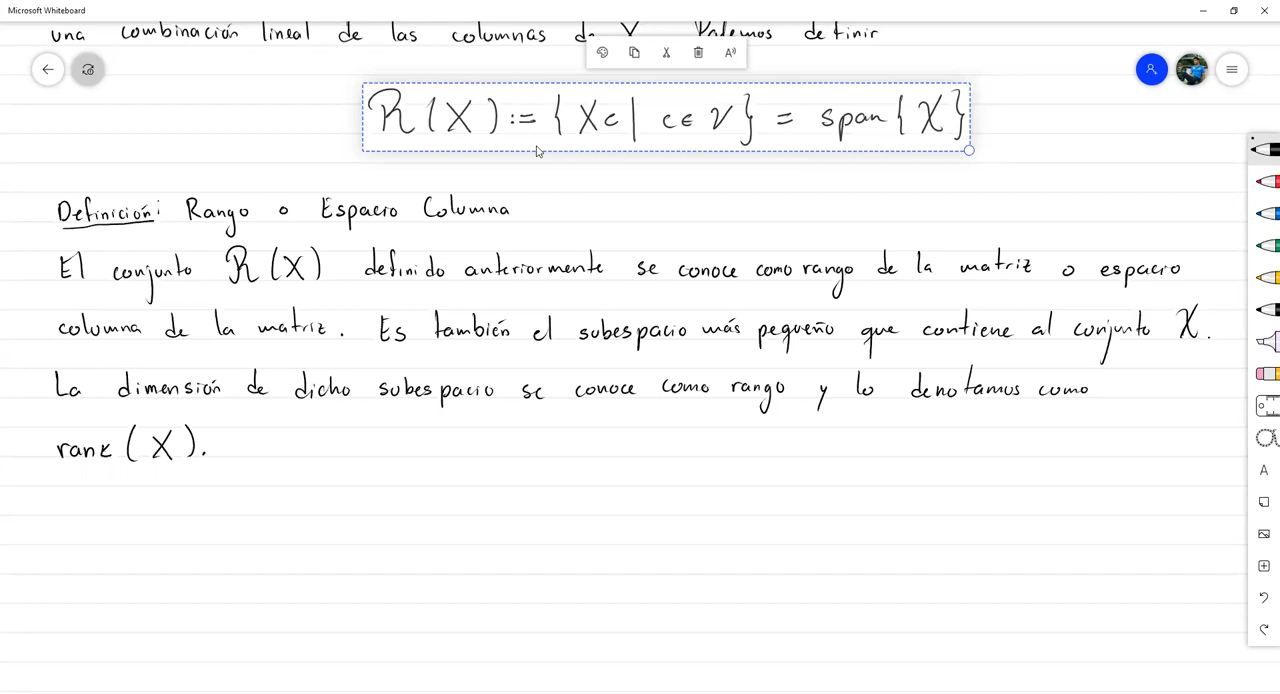 Microsoft Whiteboard
una combinación lineal de las columnas de X. Podemos definir
R(X) := { Xc | c ∈ V } = span{X}
Definición: Rango o Espacio Columna
El conjunto R(X) definido anteriormente se conoce como rango de la matriz o espacio
columna de la matriz. Es también el subespacio más pequeño que contiene al conjunto X.
La dimensión de dicho subespacio se conoce como rango y lo denotamos como
rank(X).